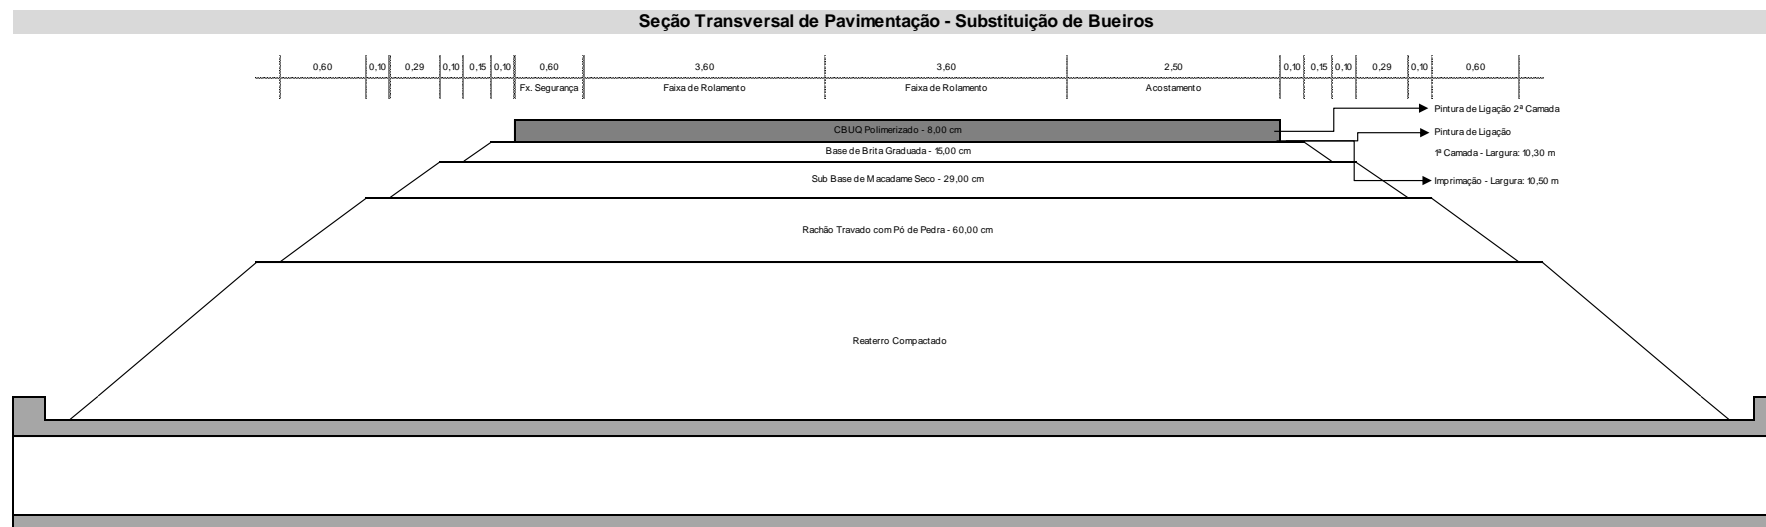 Seção Transversal de Pavimentação - Substituição de Bueiros
0,60 0,10 0,29 0,10 0,15 0,10 0,60 3,60 3,60 2,50 0,10 0,15 0,10 0,29 0,10 0,60
Fx. Segurança Faixa de Rolamento Faixa de Rolamento Acostamento
Pintura de Ligação 2ª Camada
CBUQ Polimerizado - 8,00 cm
Pintura de Ligação
Base de Brita Graduada - 15,00 cm
1ª Camada - Largura: 10,30 m
Sub Base de Macadame Seco - 29,00 cm
Imprimação - Largura: 10,50 m
Rachão Travado com Pó de Pedra - 60,00 cm
Reaterro Compactado